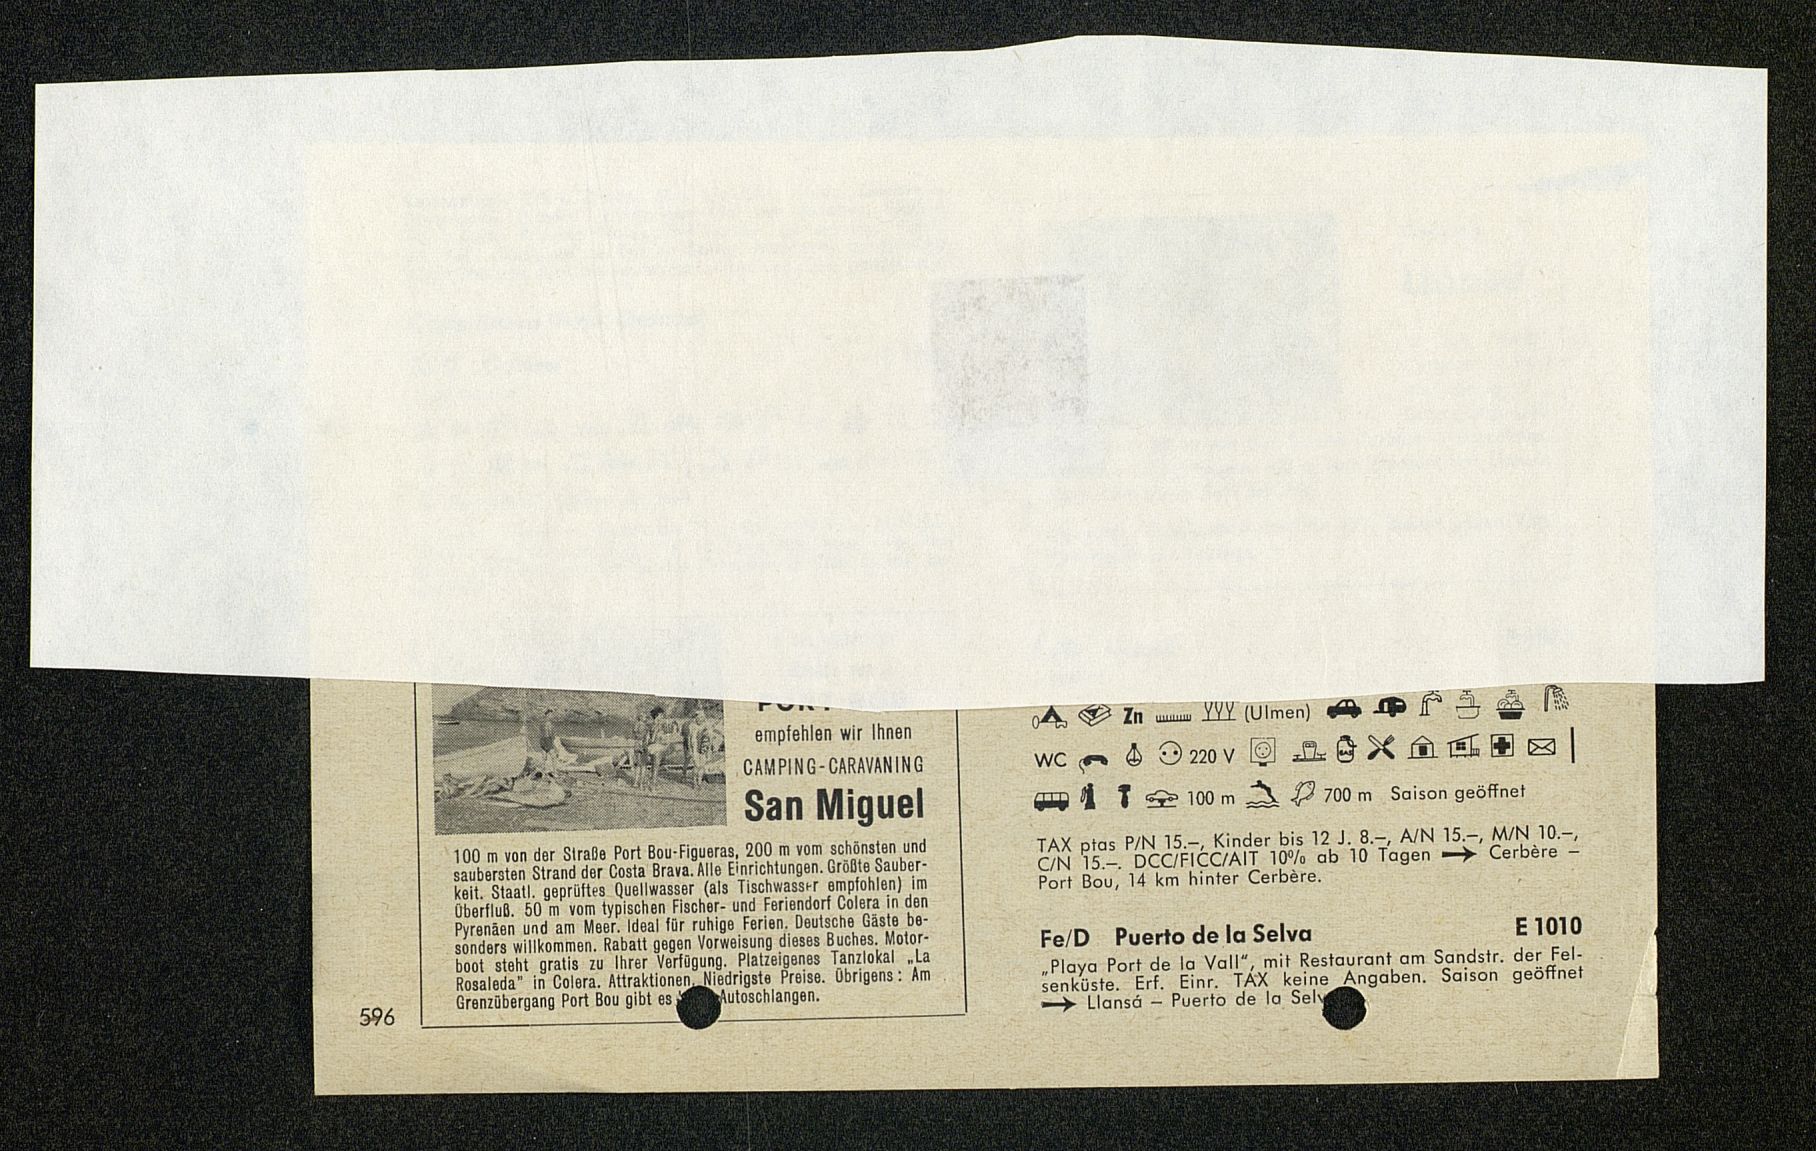 empfehlen wir Ihnen
CAMPING-CARAVANING
San Miguel
100 m von der Straße Port Bou-Figueras, 200 m vom schönsten und
saubersten Strand der Costa Brava. Alle Einrichtungen. Größte Sauber-
keit. Staatl. geprüftes Quellwasser (als Tischwasser empfohlen) im
Überfluß. 50 m vom typischen Fischer- und Feriendorf Colera in den
Pyrenäen und am Meer. Ideal für ruhige Ferien. Deutsche Gäste be-
sonders willkommen. Rabatt gegen Vorweisung dieses Buches. Motor-
boot steht gratis zu Ihrer Verfügung. Platzeigenes Tanzlokal „La
Rosaleda" in Colera. Attraktionen. Niedrigste Preise. Übrigens: Am
Grenzübergang Port Bou gibt es Autoschlangen.
596
Zn (Ulmen)
WC 220 V
100 m 700 m Saison geöffnet
TAX ptas P/N 15.–, Kinder bis 12 J. 8.–, A/N 15.–, M/N 10.–,
C/N 15.–. DCC/FICC/AIT 10% ab 10 Tagen → Cerbère –
Port Bou, 14 km hinter Cerbère.
Fe/D Puerto de la Selva E 1010
„Playa Port de la Vall", mit Restaurant am Sandstr. der Fel-
senküste. Erf. Einr. TAX keine Angaben. Saison geöffnet
→ Llansá – Puerto de la Selv